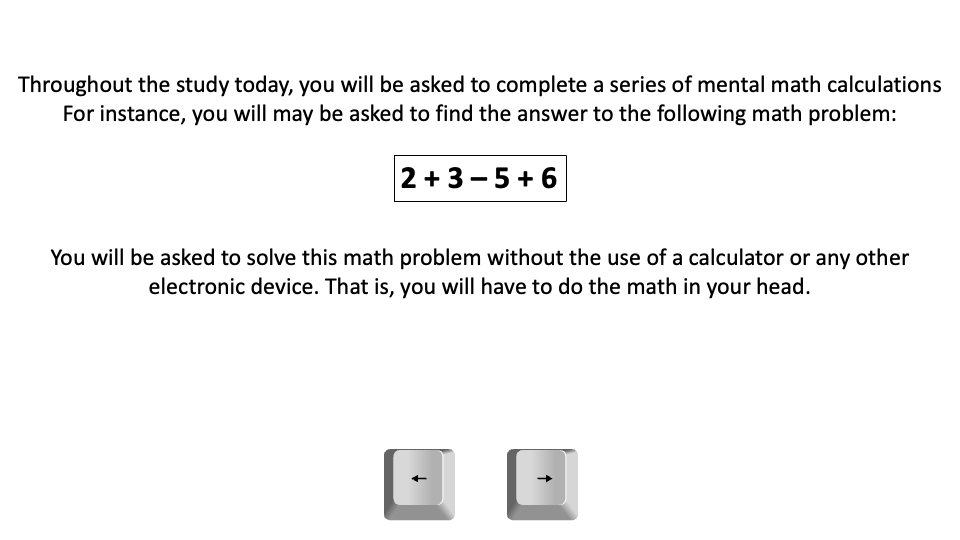 Throughout the study today, you will be asked to complete a series of mental math calculations
For instance, you will may be asked to find the answer to the following math problem:
2 + 3 – 5 + 6
You will be asked to solve this math problem without the use of a calculator or any other
electronic device. That is, you will have to do the math in your head.
← →